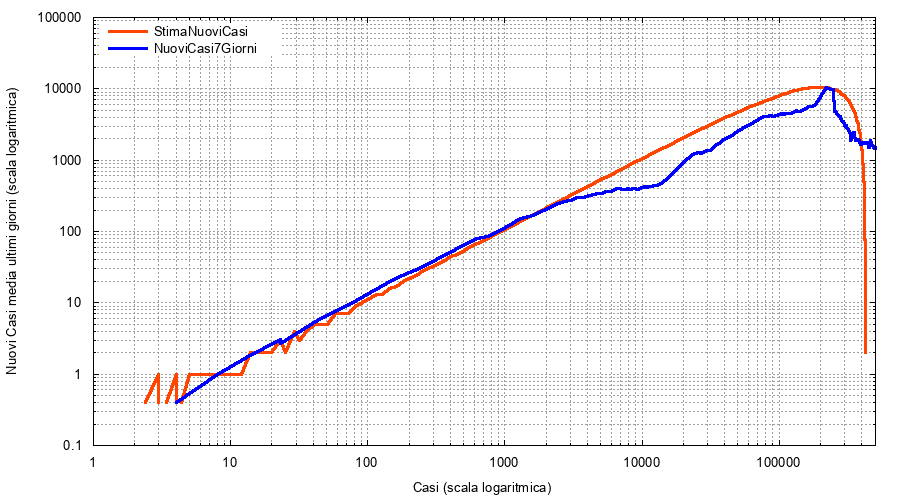 100000
StimaNuoviCasi
NuoviCasi7Giorni
10000
1000
100
10
1
0.1
Nuovi Casi media ultimi giorni (scala logaritmica)
1 10 100 1000 10000 100000
Casi (scala logaritmica)